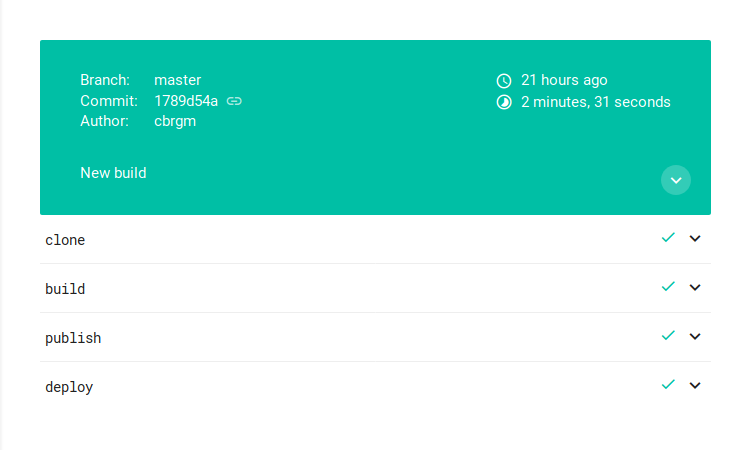 Branch: master
Commit: 1789d54a
Author: cbrgm
21 hours ago
2 minutes, 31 seconds
New build
clone
build
publish
deploy